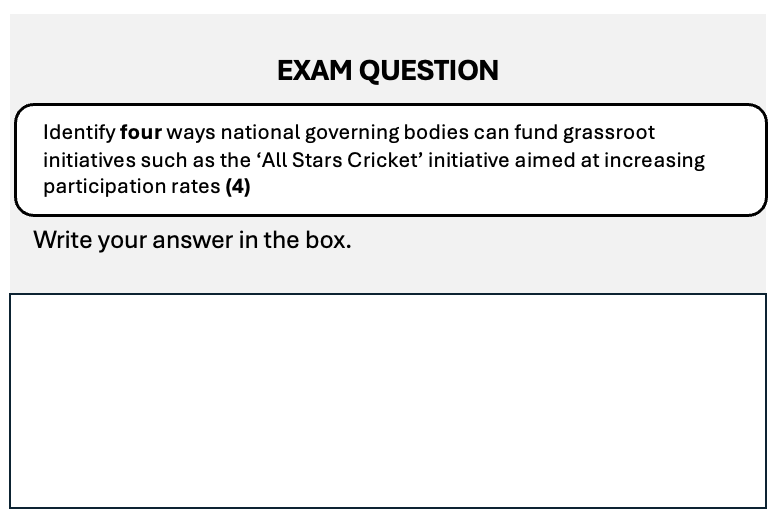 EXAM QUESTION
Identify four ways national governing bodies can fund grassroot
initiatives such as the ‘All Stars Cricket’ initiative aimed at increasing
participation rates (4)
Write your answer in the box.